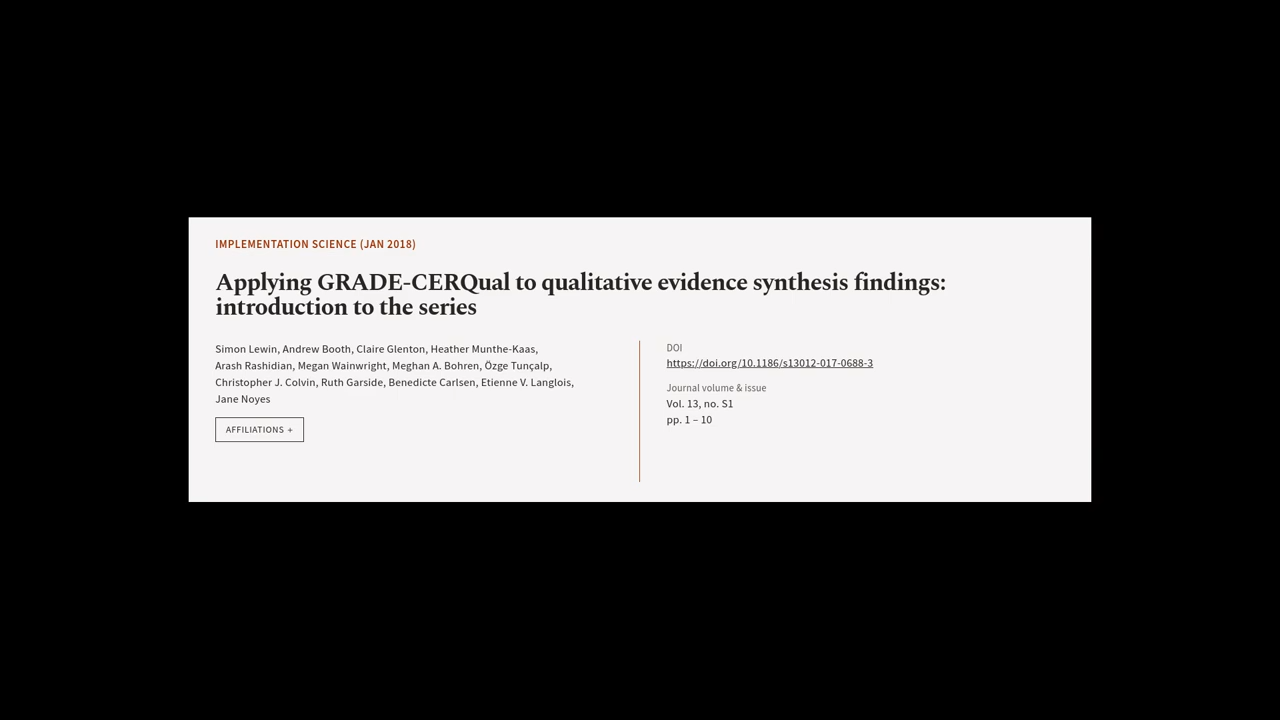 IMPLEMENTATION SCIENCE (JAN 2018)
Applying GRADE-CERQual to qualitative evidence synthesis findings:
introduction to the series
Simon Lewin, Andrew Booth, Claire Glenton, Heather Munthe-Kaas,
Arash Rashidian, Megan Wainwright, Meghan A. Bohren, Özge Tunçalp,
Christopher J. Colvin, Ruth Garside, Benedicte Carlsen, Etienne V. Langlois,
Jane Noyes
AFFILIATIONS +
DOI
https://doi.org/10.1186/s13012-017-0688-3
Journal volume & issue
Vol. 13, no. S1
pp. 1 – 10